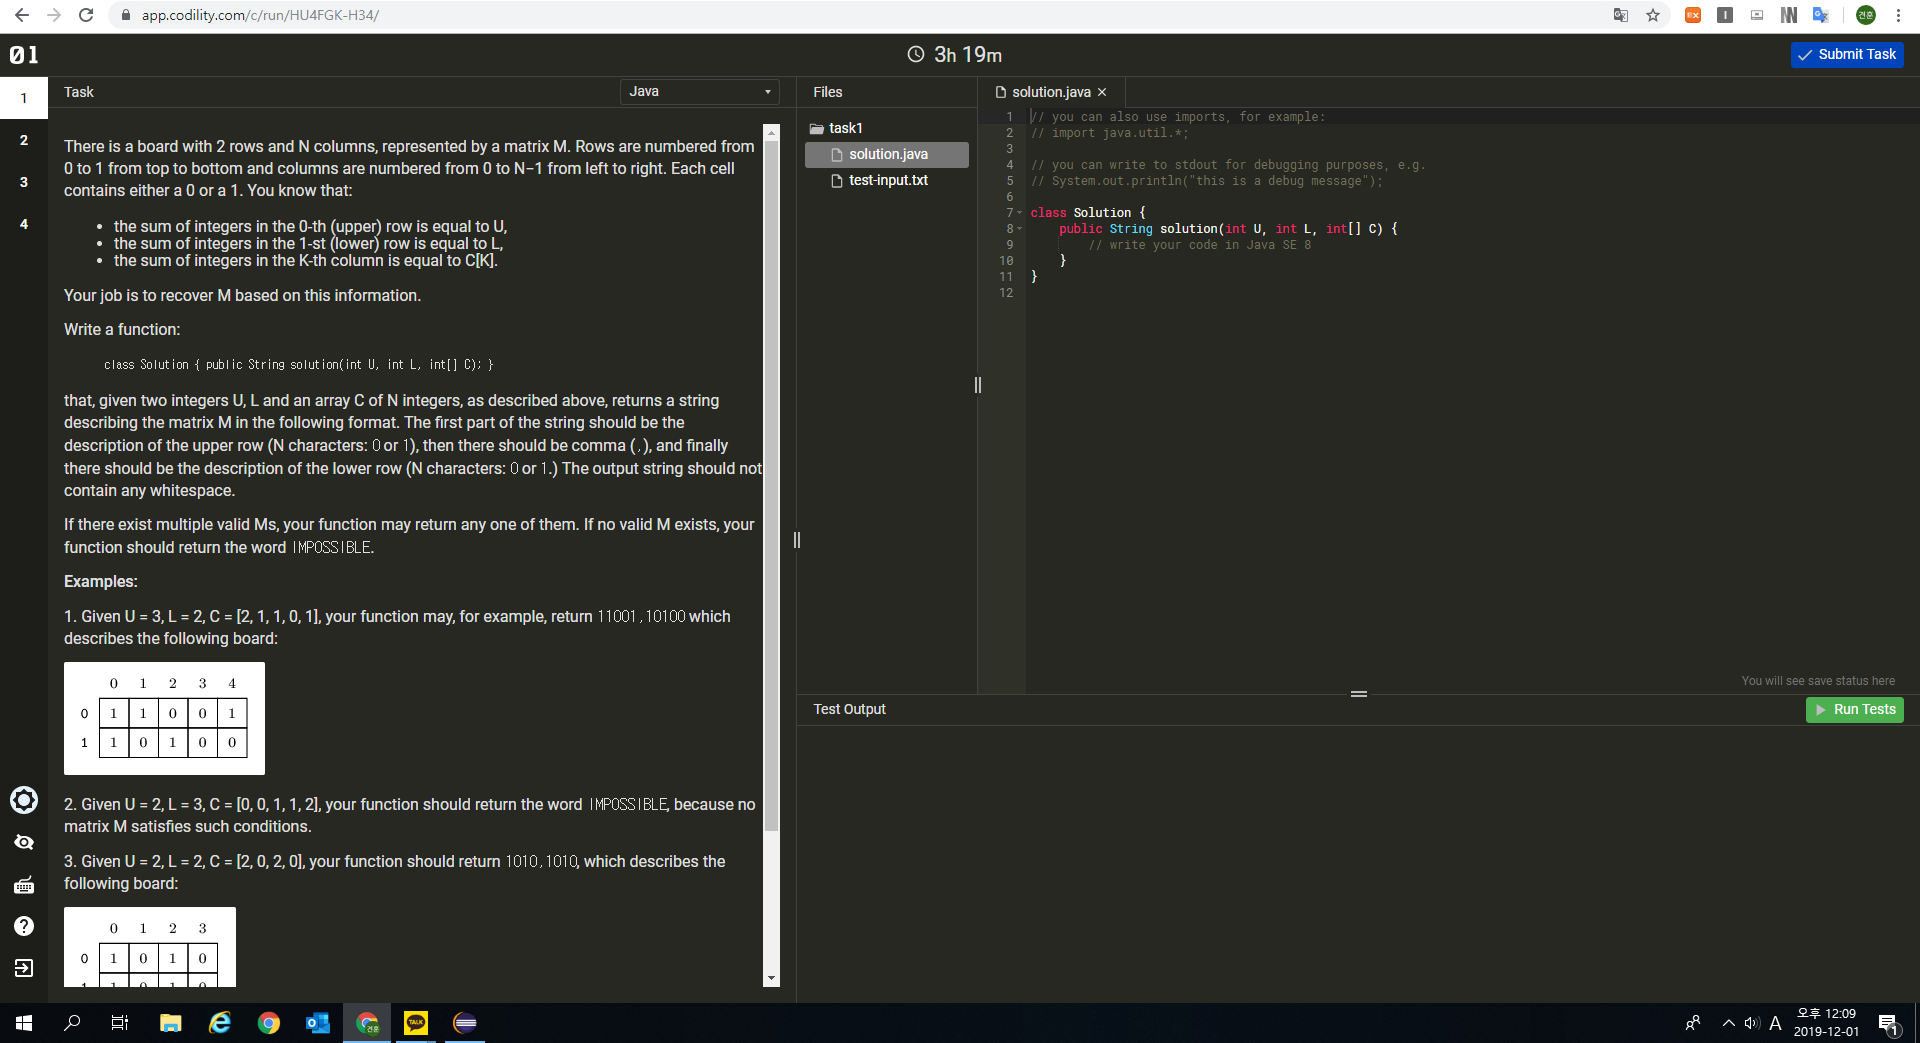 app.codility.com/c/run/HU4FGK-H34/
건훈
01
3h 19m
Submit Task
1
2
3
4
Task
Java
There is a board with 2 rows and N columns, represented by a matrix M. Rows are numbered from
0 to 1 from top to bottom and columns are numbered from 0 to N−1 from left to right. Each cell
contains either a 0 or a 1. You know that:
• the sum of integers in the 0-th (upper) row is equal to U,
• the sum of integers in the 1-st (lower) row is equal to L,
• the sum of integers in the K-th column is equal to C[K].
Your job is to recover M based on this information.
Write a function:
class Solution { public String solution(int U, int L, int[] C); }
that, given two integers U, L and an array C of N integers, as described above, returns a string
describing the matrix M in the following format. The first part of the string should be the
description of the upper row (N characters: 0 or 1), then there should be comma (,), and finally
there should be the description of the lower row (N characters: 0 or 1.) The output string should not
contain any whitespace.
If there exist multiple valid Ms, your function may return any one of them. If no valid M exists, your
function should return the word IMPOSSIBLE.
Examples:
1. Given U = 3, L = 2, C = [2, 1, 1, 0, 1], your function may, for example, return 11001,10100 which
describes the following board:
0 1 2 3 4
0 1 1 0 0 1
1 1 0 1 0 0
2. Given U = 2, L = 3, C = [0, 0, 1, 1, 2], your function should return the word IMPOSSIBLE, because no
matrix M satisfies such conditions.
3. Given U = 2, L = 2, C = [2, 0, 2, 0], your function should return 1010,1010, which describes the
following board:
0 1 2 3
0 1 0 1 0
1 1 0 1 0
Files
task1
solution.java
test-input.txt
solution.java ×
1 // you can also use imports, for example:
2 // import java.util.*;
3
4 // you can write to stdout for debugging purposes, e.g.
5 // System.out.println("this is a debug message");
6
7 class Solution {
8 public String solution(int U, int L, int[] C) {
9 // write your code in Java SE 8
10 }
11 }
12
You will see save status here
Test Output
Run Tests
TALK
건훈
A
오후 12:09
2019-12-01
1